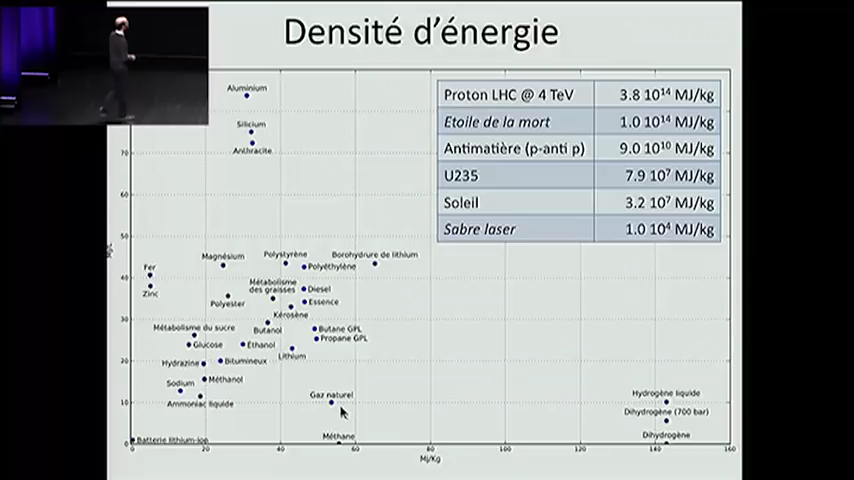 Densité d'énergie
Proton LHC @ 4 TeV 3.8 10¹⁴ MJ/kg
Etoile de la mort 1.0 10¹⁴ MJ/kg
Antimatière (p-anti p) 9.0 10¹⁰ MJ/kg
U235 7.9 10⁷ MJ/kg
Soleil 3.2 10⁷ MJ/kg
Sabre laser 1.0 10⁴ MJ/kg
Aluminium
Silicium
Anthracite
70
60
50
40
30
20
10
0
Magnésium
Polystyrène
Borohydrure de lithium
Fer
Polyéthylène
Zinc
Métabolisme
des graisses
Diesel
Polyester
Essence
Kérosène
Métabolisme du sucre
Butanol
Butane GPL
Propane GPL
Glucose
Éthanol
Lithium
Hydrazine
Bitumineux
Sodium
Méthanol
Ammoniac liquide
Gaz naturel
Hydrogène liquide
Dihydrogène (700 bar)
Batterie lithium-ion
Méthane
Dihydrogène
0 20 40 60 80 100 120 140 160
Mj/Kg